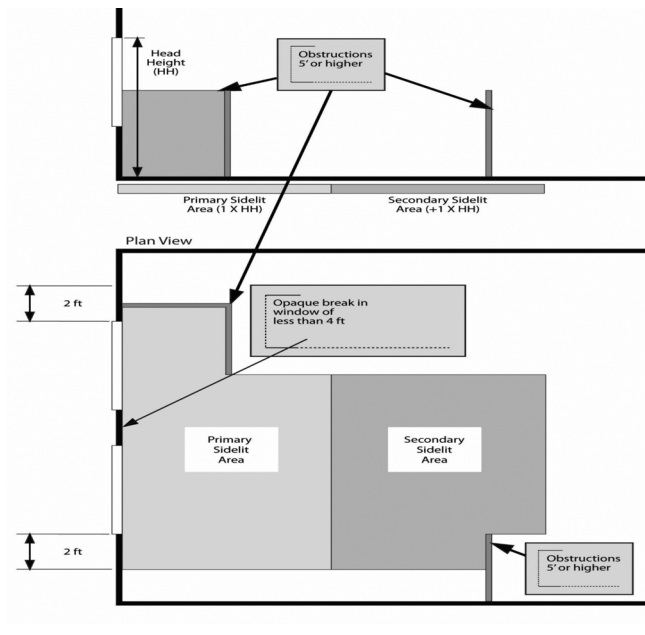 Head
Height
(HH)
Obstructions
5' or higher
Primary Sidelit
Area (1 X HH)
Secondary Sidelit
Area (+1 X HH)
Plan View
2 ft
Opaque break in
window of
less than 4 ft
Primary
Sidelit
Area
Secondary
Sidelit
Area
2 ft
Obstructions
5' or higher